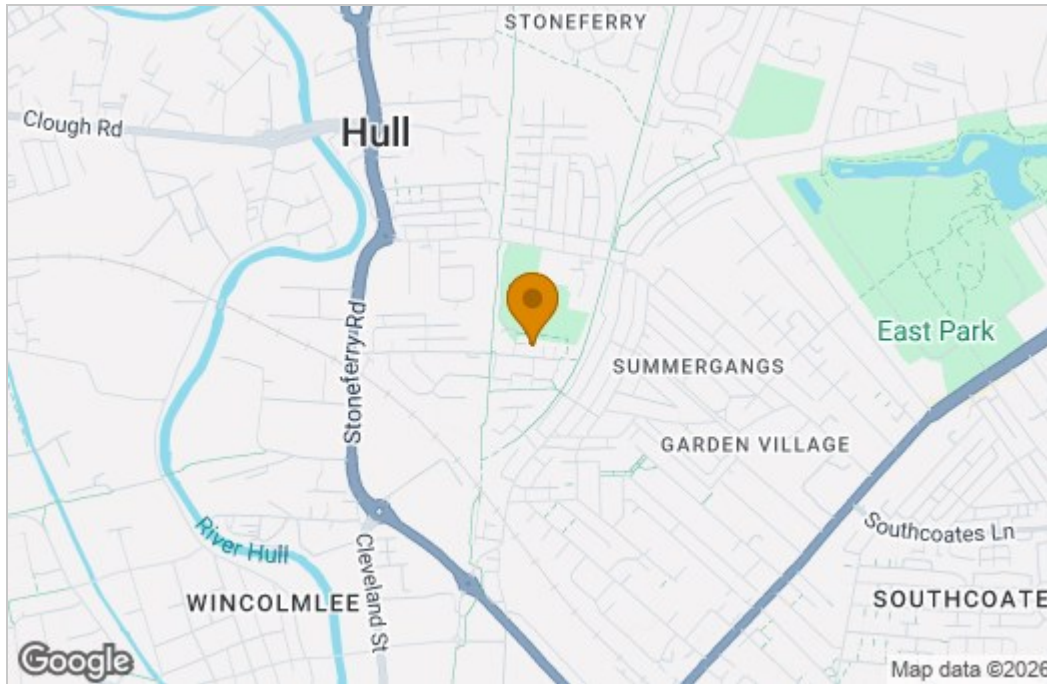 STONEFERRY
Clough Rd
Hull
East Park
Stoneferry Rd
SUMMERGANGS
GARDEN VILLAGE
Southcoates Ln
River Hull
Cleveland St
WINCOLMLEE
SOUTHCOATE
Google
Map data ©2026